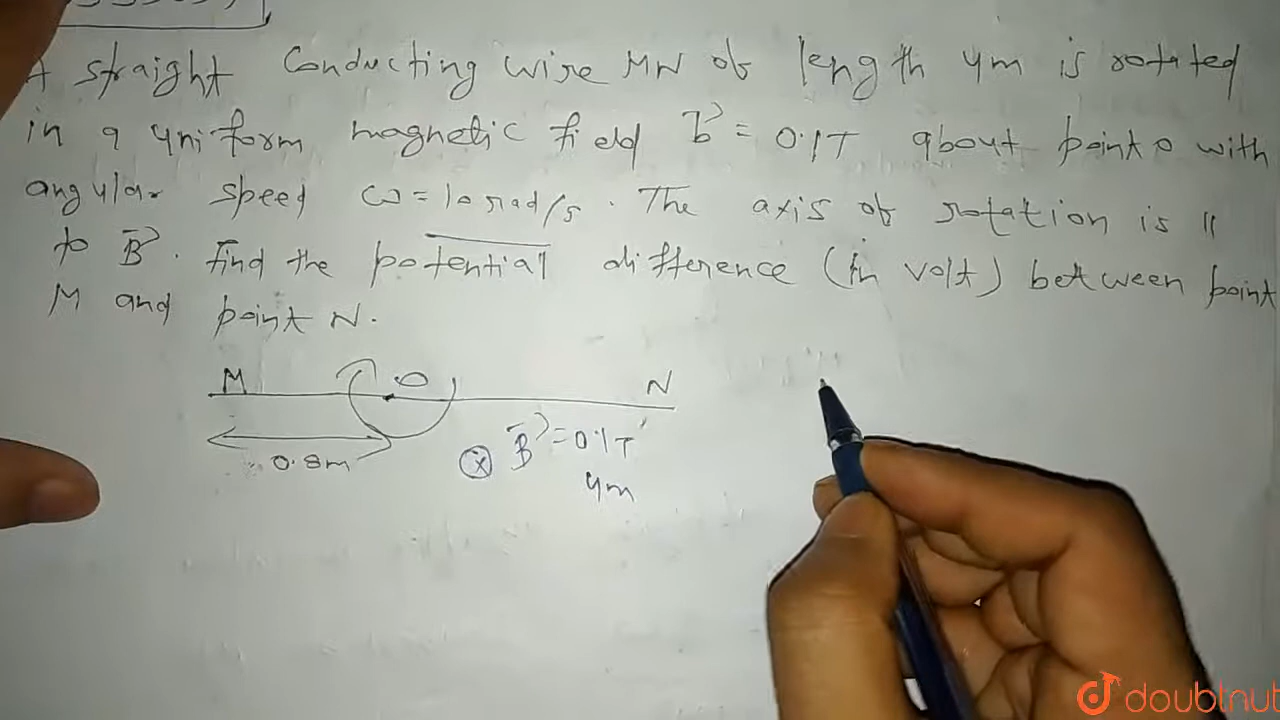 A straight Conducting wire MN of length 4m is rotated
in a uniform magnetic field B⃗ = 0.1T about point O with
angular speed ω = 10 rad/s . The axis of rotation is ||
to B⃗ . Find the potential difference (in volt) between point
M and point N.
M O N
0.8m ⊗ B⃗ = 0.1T
4m
doubtnut